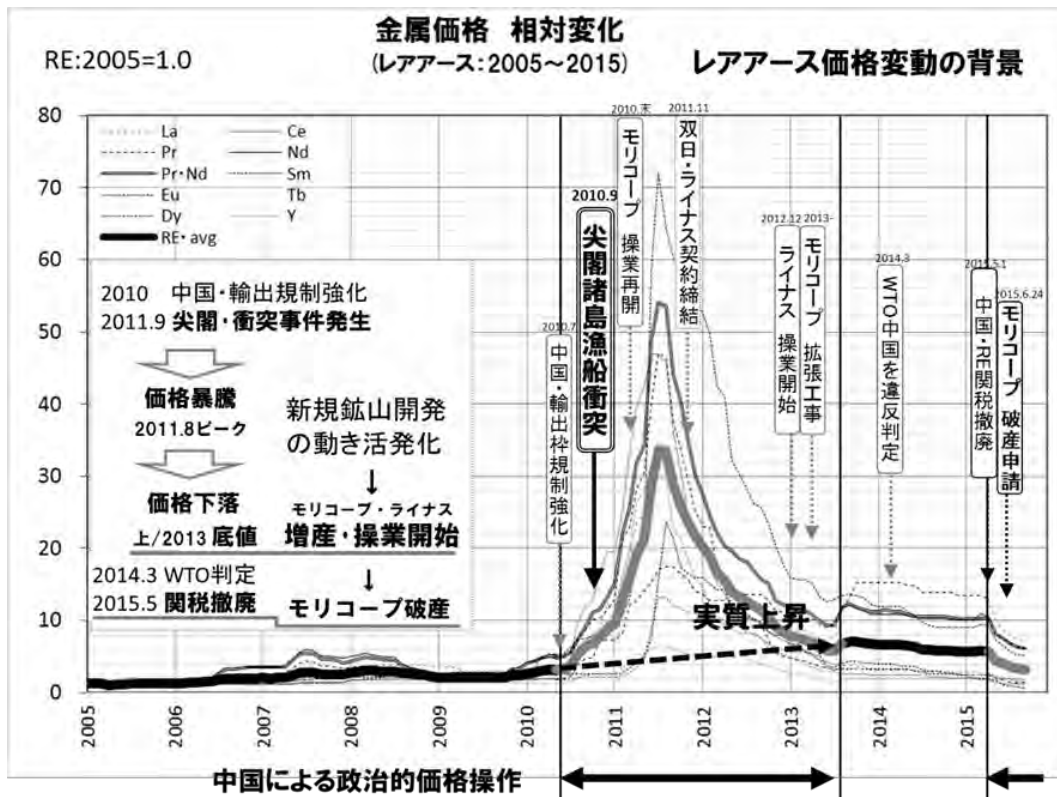 金属価格 相対変化
(レアアース：2005～2015)
RE:2005=1.0
レアアース価格変動の背景
80
70
60
50
40
30
20
10
0
La
Ce
Pr
Nd
Pr・Nd
Sm
Eu
Tb
Dy
Y
RE・avg
2010 中国・輸出規制強化
2011.9 尖閣・衝突事件発生
価格暴騰
2011.8ピーク
価格下落
上/2013 底値
2014.3 WTO判定
2015.5 関税撤廃
新規鉱山開発
の動き活発化
モリコープ・ライナス
増産・操業開始
モリコープ破産
2010.7
中国・輸出枠規制強化
2010.9
尖閣諸島漁船衝突
2010.末
モリコープ 操業再開
2011.11
双日・ライナス契約締結
2012.12
ライナス 操業開始
2013-
モリコープ 拡張工事
2014.3
WTO中国を違反判定
2015.5.1
中国・RE関税撤廃
2015.6.24
モリコープ 破産申請
実質上昇
2005
2006
2007
2008
2009
2010
2011
2012
2013
2014
2015
中国による政治的価格操作